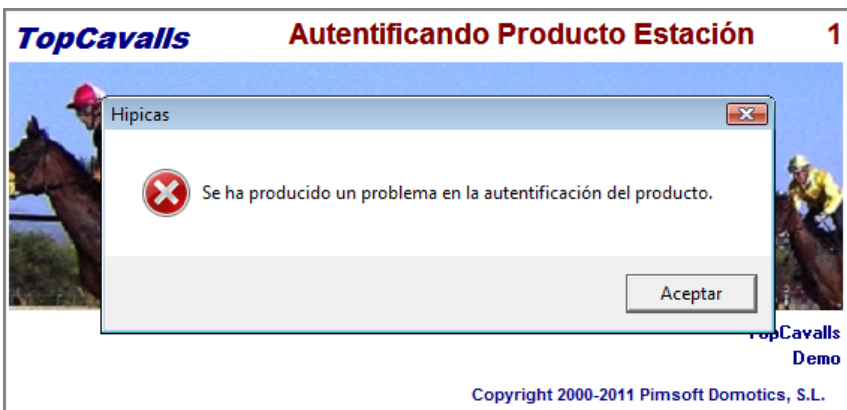 TopCavalls Autentificando Producto Estación 1
Hipicas
Se ha producido un problema en la autentificación del producto.
Aceptar
TopCavalls
Demo
Copyright 2000-2011 Pimsoft Domotics, S.L.